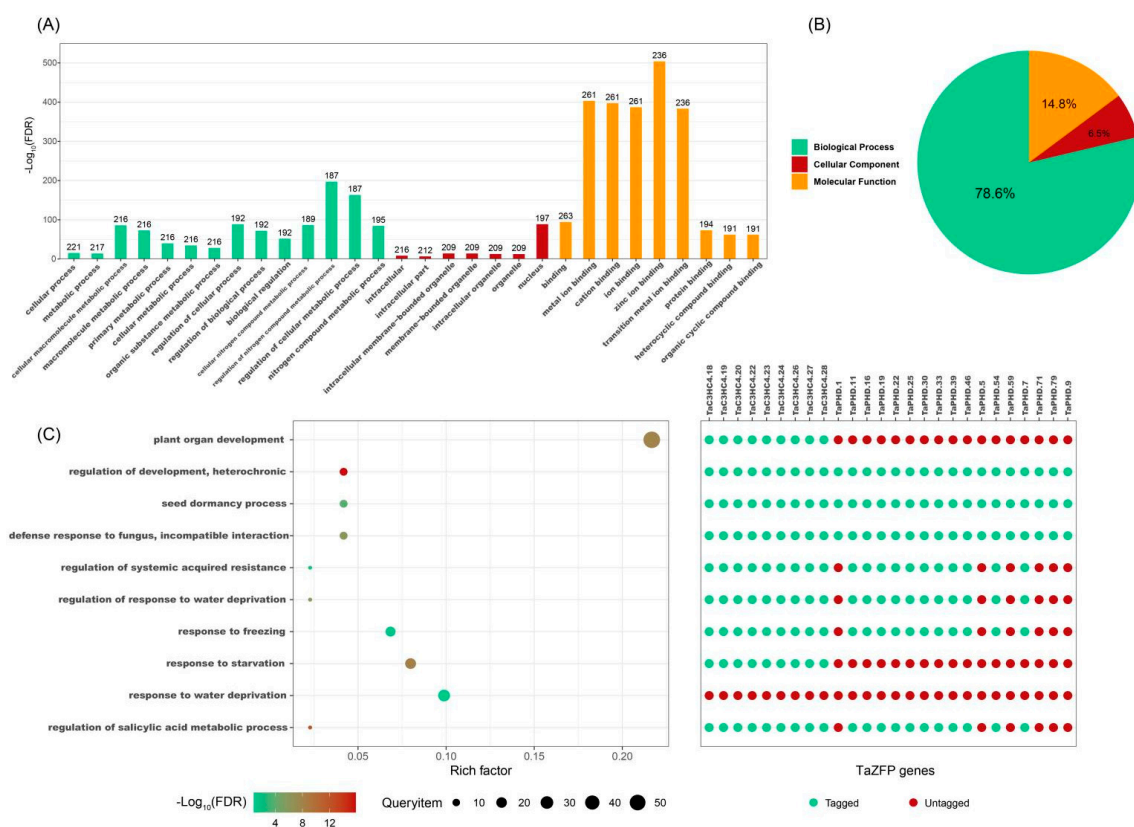 (A)
(B)
-Log10(FDR)
500
400
300
200
100
0
221
217
216
216
216
216
216
192
192
192
189
187
187
195
216
212
209
209
209
209
197
263
261
261
261
236
236
194
191
191
cellular process
metabolic process
cellular macromolecule metabolic process
macromolecule metabolic process
primary metabolic process
cellular metabolic process
organic substance metabolic process
regulation of cellular process
regulation of biological process
biological regulation
cellular nitrogen compound metabolic process
regulation of nitrogen compound metabolic process
regulation of cellular metabolic process
nitrogen compound metabolic process
intracellular
intracellular part
intracellular membrane-bounded organelle
membrane-bounded organelle
intracellular organelle
organelle
nucleus
binding
metal ion binding
cation binding
ion binding
zinc ion binding
transition metal ion binding
protein binding
heterocyclic compound binding
organic cyclic compound binding
Biological Process
Cellular Component
Molecular Function
14.8%
6.5%
78.6%
(C)
plant organ development
regulation of development, heterochronic
seed dormancy process
defense response to fungus, incompatible interaction
regulation of systemic acquired resistance
regulation of response to water deprivation
response to freezing
response to starvation
response to water deprivation
regulation of salicylic acid metabolic process
0.05
0.10
0.15
0.20
Rich factor
-Log10(FDR)
4
8
12
Queryitem
10
20
30
40
50
TaC3HC4.18
TaC3HC4.19
TaC3HC4.20
TaC3HC4.22
TaC3HC4.23
TaC3HC4.24
TaC3HC4.26
TaC3HC4.27
TaC3HC4.28
TaPHD.1
TaPHD.11
TaPHD.16
TaPHD.19
TaPHD.22
TaPHD.25
TaPHD.30
TaPHD.33
TaPHD.39
TaPHD.46
TaPHD.5
TaPHD.54
TaPHD.59
TaPHD.7
TaPHD.71
TaPHD.79
TaPHD.9
TaZFP genes
Tagged
Untagged